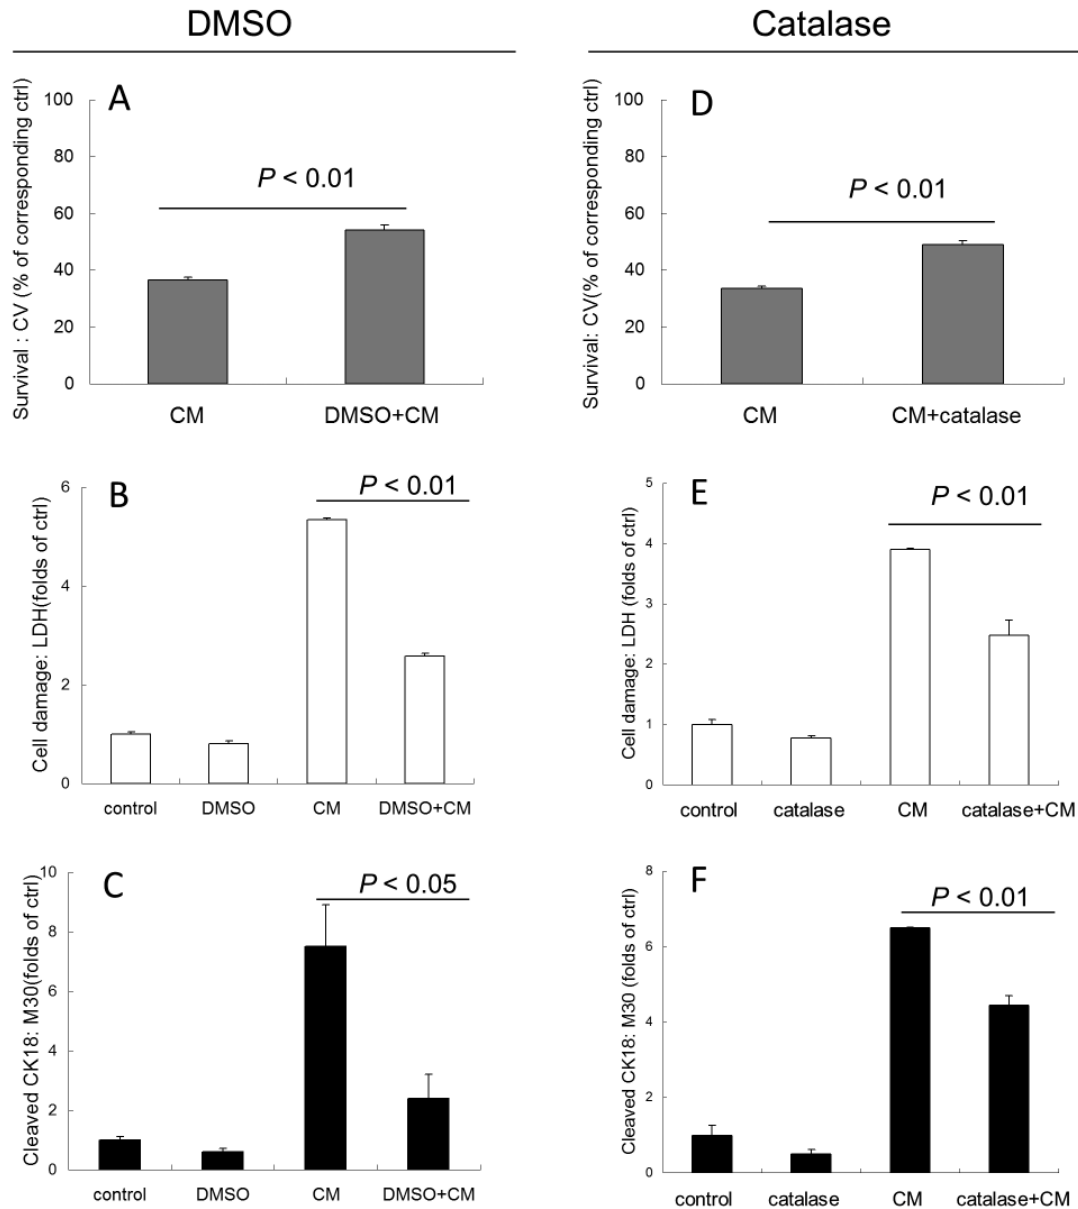 DMSO
Catalase
A
Survival : CV (% of corresponding ctrl)
100
80
60
40
20
0
P < 0.01
CM
DMSO+CM
D
Survival: CV(% of corresponding ctrl)
100
80
60
40
20
0
P < 0.01
CM
CM+catalase
B
Cell damage: LDH(folds of ctrl)
6
4
2
0
P < 0.01
control
DMSO
CM
DMSO+CM
E
Cell damage: LDH (folds of ctrl)
5
4
3
2
1
0
P < 0.01
control
catalase
CM
catalase+CM
C
Cleaved CK18: M30(folds of ctrl)
10
8
6
4
2
0
P < 0.05
control
DMSO
CM
DMSO+CM
F
Cleaved CK18: M30 (folds of ctrl)
8
6
4
2
0
P < 0.01
control
catalase
CM
catalase+CM